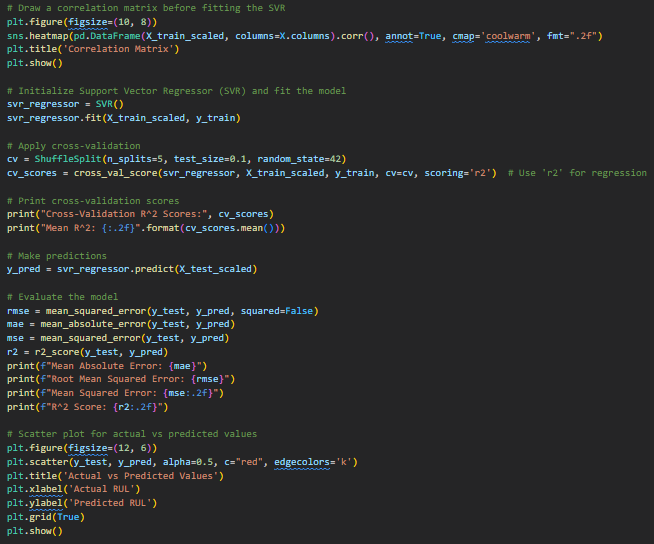 # Draw a correlation matrix before fitting the SVR
plt.figure(figsize=(10, 8))
sns.heatmap(pd.DataFrame(X_train_scaled, columns=X.columns).corr(), annot=True, cmap='coolwarm', fmt=".2f")
plt.title('Correlation Matrix')
plt.show()
# Initialize Support Vector Regressor (SVR) and fit the model
svr_regressor = SVR()
svr_regressor.fit(X_train_scaled, y_train)
# Apply cross-validation
cv = ShuffleSplit(n_splits=5, test_size=0.1, random_state=42)
cv_scores = cross_val_score(svr_regressor, X_train_scaled, y_train, cv=cv, scoring='r2')  # Use 'r2' for regression
# Print cross-validation scores
print("Cross-Validation R^2 Scores:", cv_scores)
print("Mean R^2: {:.2f}".format(cv_scores.mean()))
# Make predictions
y_pred = svr_regressor.predict(X_test_scaled)
# Evaluate the model
rmse = mean_squared_error(y_test, y_pred, squared=False)
mae = mean_absolute_error(y_test, y_pred)
mse = mean_squared_error(y_test, y_pred)
r2 = r2_score(y_test, y_pred)
print(f"Mean Absolute Error: {mae}")
print(f"Root Mean Squared Error: {rmse}")
print(f"Mean Squared Error: {mse:.2f}")
print(f"R^2 Score: {r2:.2f}")
# Scatter plot for actual vs predicted values
plt.figure(figsize=(12, 6))
plt.scatter(y_test, y_pred, alpha=0.5, c="red", edgecolors='k')
plt.title('Actual vs Predicted Values')
plt.xlabel('Actual RUL')
plt.ylabel('Predicted RUL')
plt.grid(True)
plt.show()